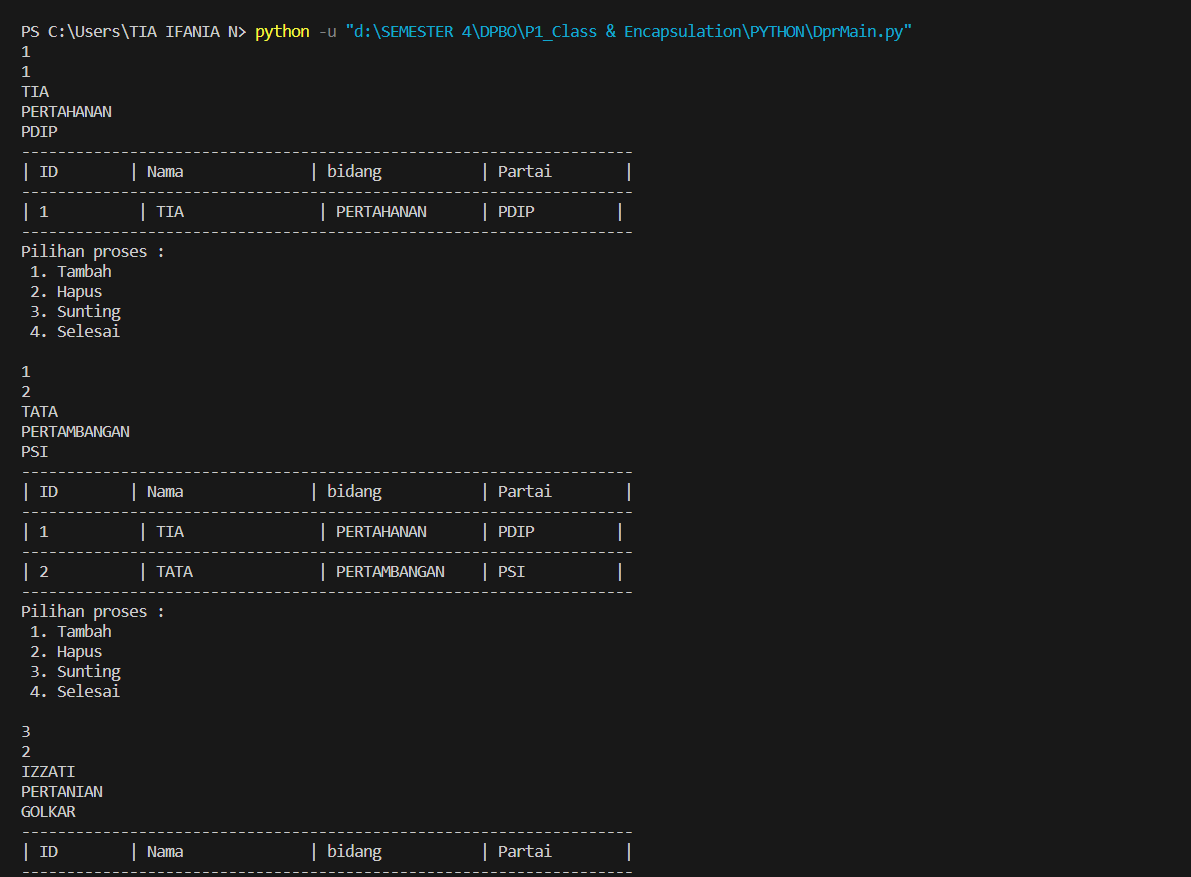 PS C:\Users\TIA IFANIA N> python -u "d:\SEMESTER 4\DPBO\P1_Class & Encapsulation\PYTHON\DprMain.py"
1
1
TIA
PERTAHANAN
PDIP
--------------------------------------------------------------------
| ID        | Nama              | bidang           | Partai        |
--------------------------------------------------------------------
| 1          | TIA               | PERTAHANAN      | PDIP         |
--------------------------------------------------------------------
Pilihan proses :
 1. Tambah
 2. Hapus
 3. Sunting
 4. Selesai

1
2
TATA
PERTAMBANGAN
PSI
--------------------------------------------------------------------
| ID        | Nama              | bidang           | Partai        |
--------------------------------------------------------------------
| 1          | TIA               | PERTAHANAN      | PDIP         |
--------------------------------------------------------------------
| 2          | TATA              | PERTAMBANGAN    | PSI          |
--------------------------------------------------------------------
Pilihan proses :
 1. Tambah
 2. Hapus
 3. Sunting
 4. Selesai

3
2
IZZATI
PERTANIAN
GOLKAR
--------------------------------------------------------------------
| ID        | Nama              | bidang           | Partai        |
--------------------------------------------------------------------